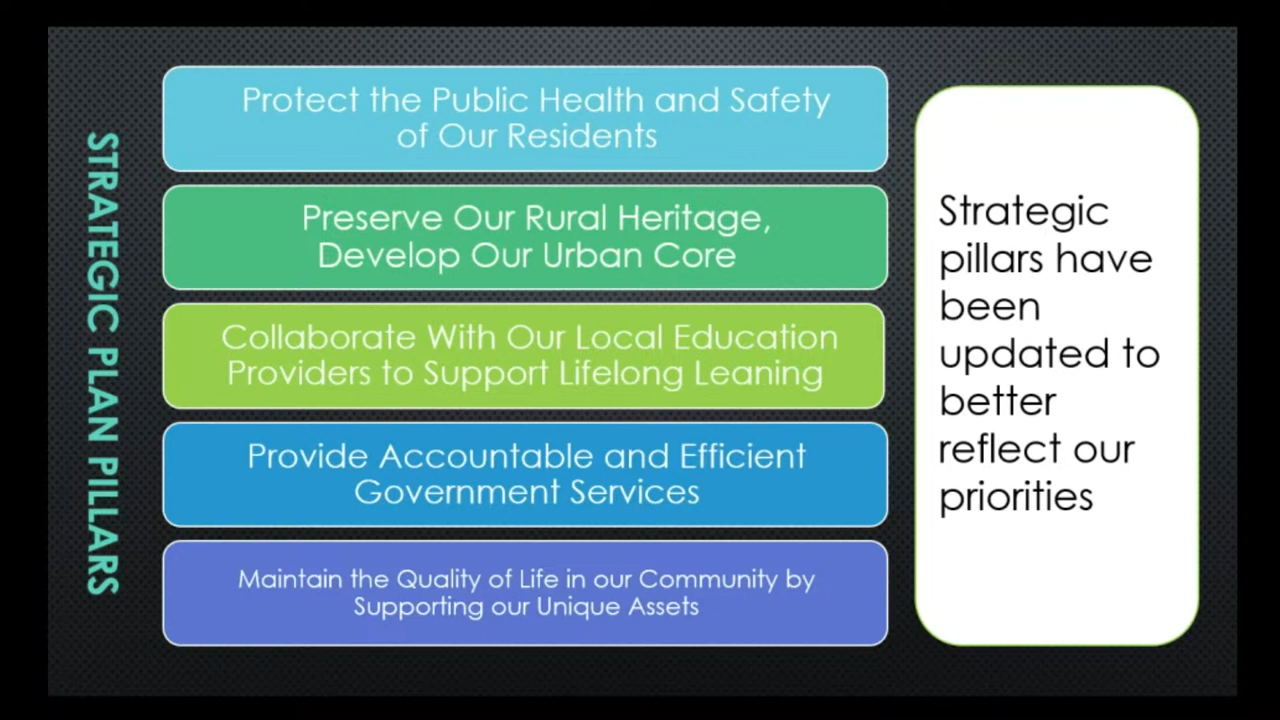 STRATEGIC PLAN PILLARS
Protect the Public Health and Safety
of Our Residents
Preserve Our Rural Heritage,
Develop Our Urban Core
Collaborate With Our Local Education
Providers to Support Lifelong Leaning
Provide Accountable and Efficient
Government Services
Maintain the Quality of Life in our Community by
Supporting our Unique Assets
Strategic
pillars have
been
updated to
better
reflect our
priorities